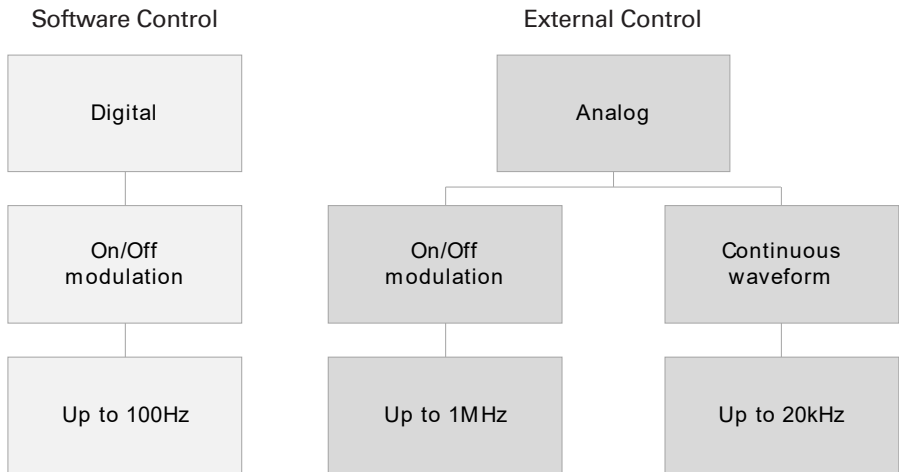 Software Control
External Control
Digital
Analog
On/Off
modulation
On/Off
modulation
Continuous
waveform
Up to 100Hz
Up to 1MHz
Up to 20kHz